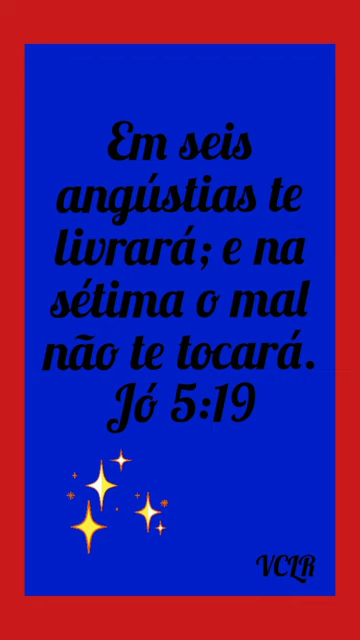 Em seis
angústias te
livrará; e na
sétima o mal
não te tocará.
Jó 5:19
VCLR